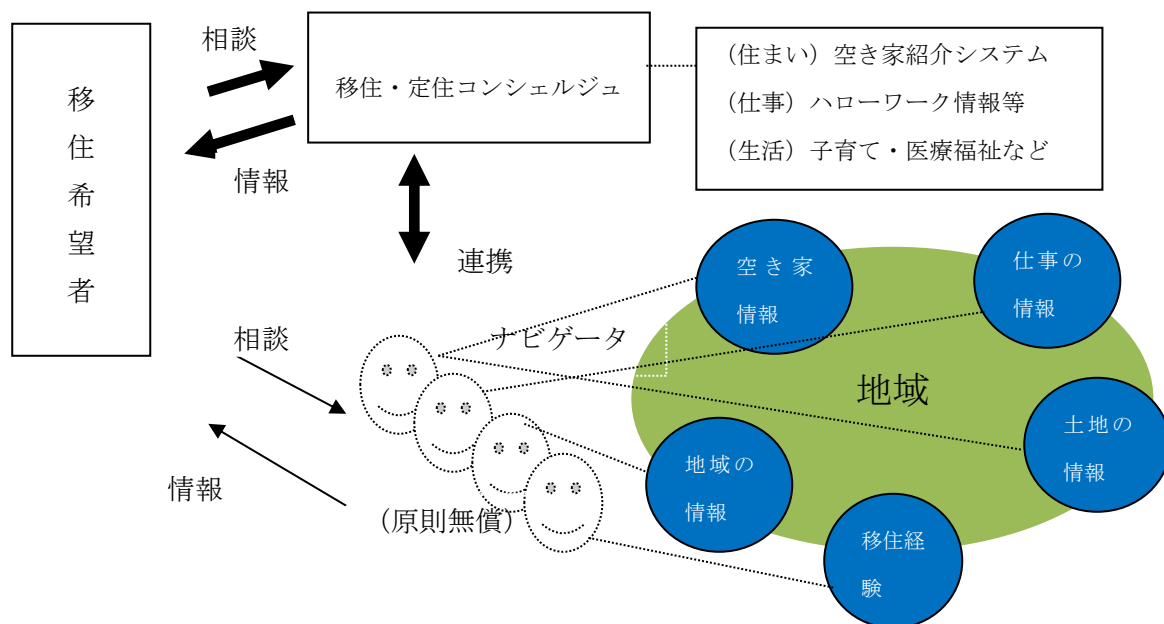 移住希望者
相談
情報
移住・定住コンシェルジュ
(住まい）空き家紹介システム
(仕事）ハローワーク情報等
(生活）子育て・医療福祉など
連携
ナビゲータ
相談
情報
(原則無償）
地域
空き家
情報
仕事の
情報
土地の
情報
地域の
情報
移住経
験